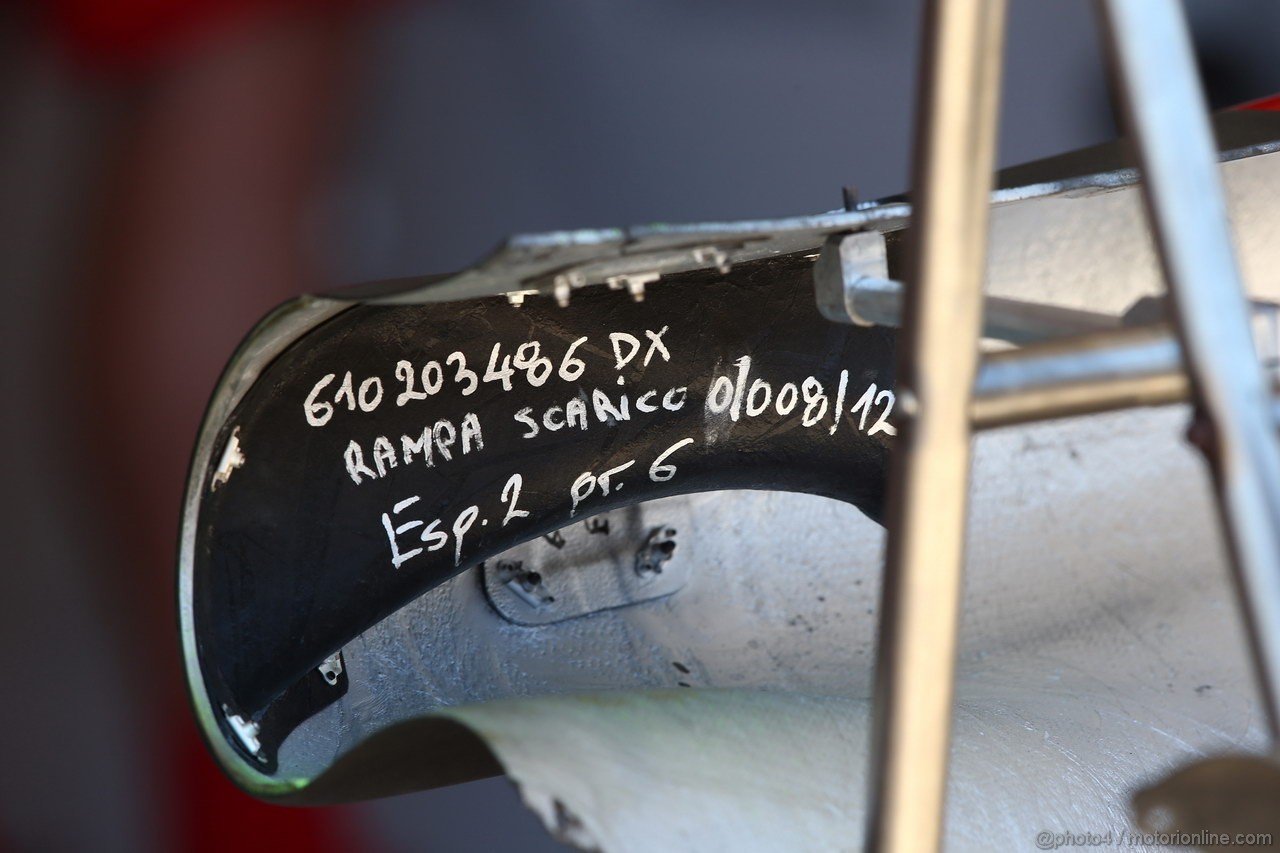 610203486 DX
RAMPA SCARICO 0/008/12
Esp. 2 pt. 6
@photo4 / motorionline.com